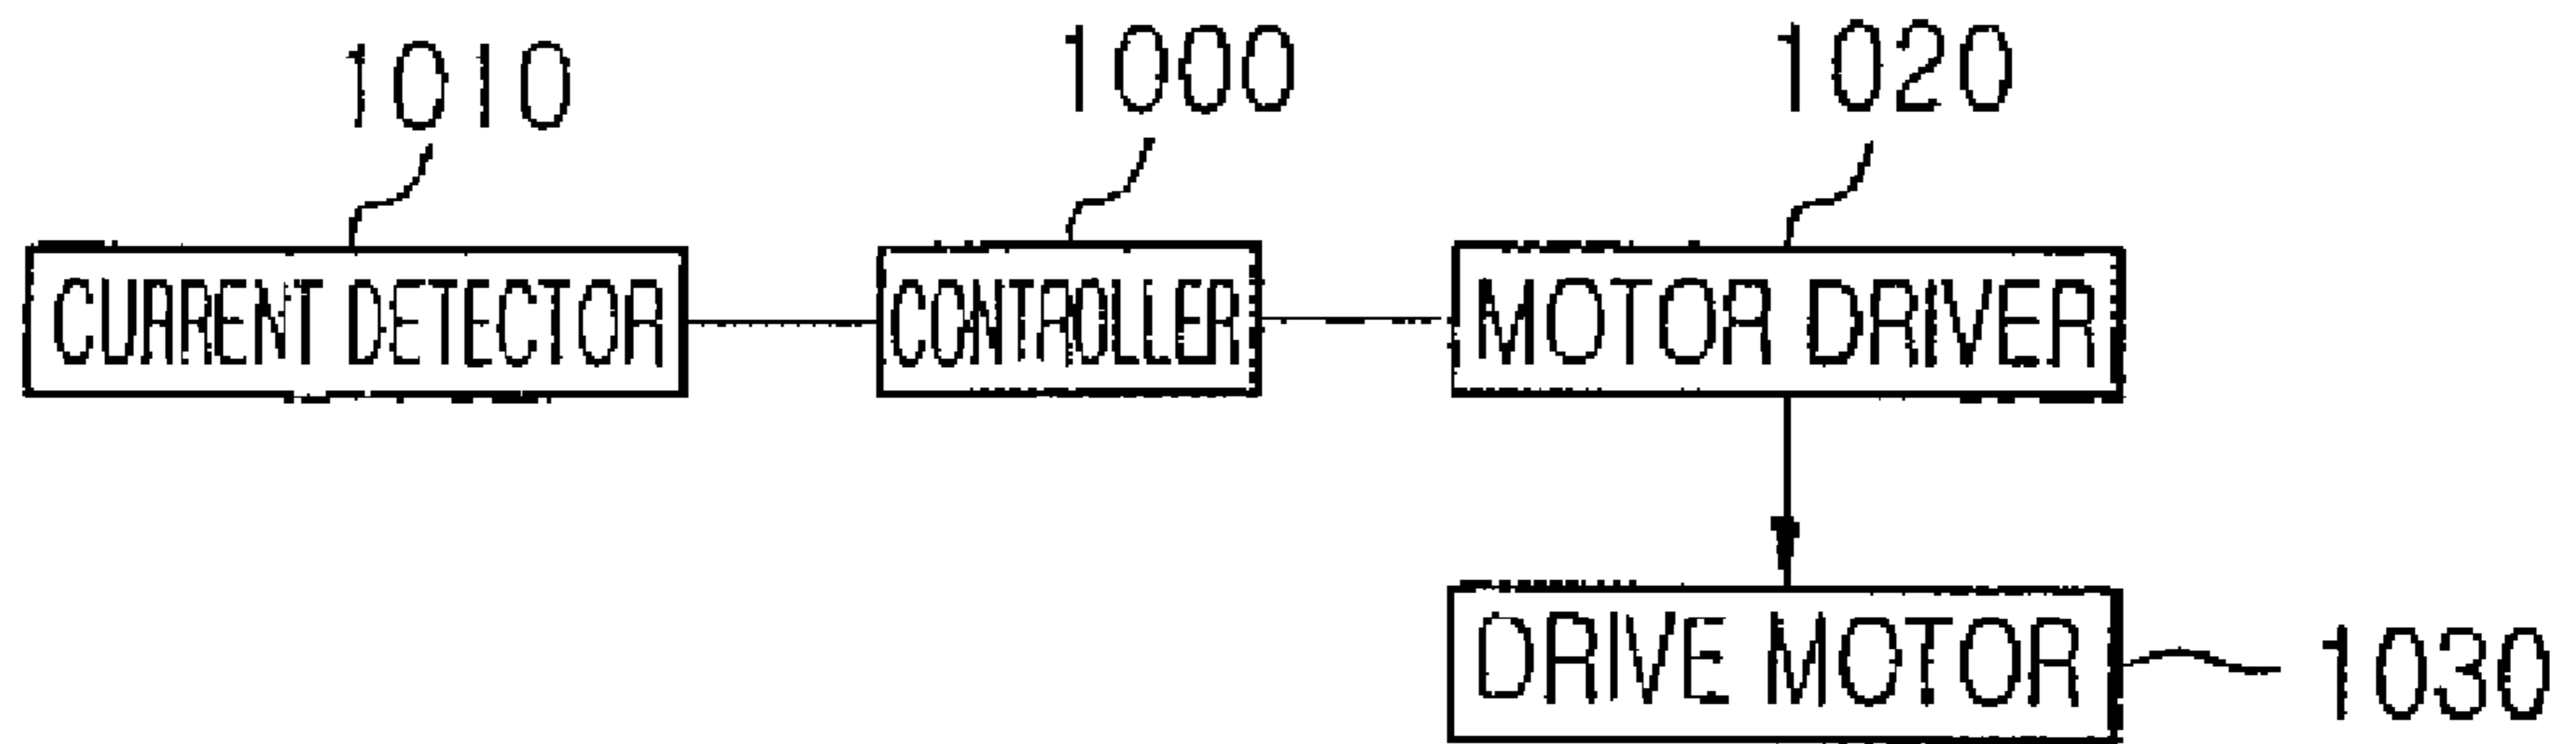 1010 1000 1020
CURRENT DETECTOR CONTROLLER MOTOR DRIVER
DRIVE MOTOR 1030